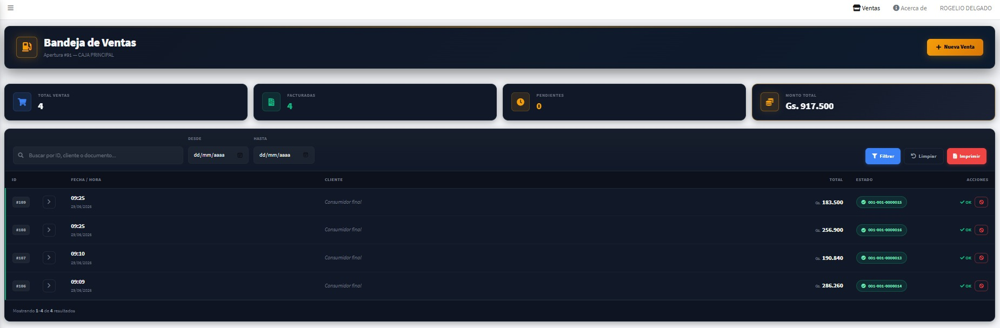 Ventas Acerca de ROGELIO DELGADO
Bandeja de Ventas
Apertura #91 — CAJA PRINCIPAL
Nueva Venta
TOTAL VENTAS
4
FACTURADAS
4
PENDIENTES
0
MONTO TOTAL
Gs. 917.500
DESDE HASTA
Buscar por ID, cliente o documento... dd/mm/aaaa dd/mm/aaaa Filtrar Limpiar Imprimir
ID FECHA / HORA CLIENTE TOTAL ESTADO ACCIONES
#109 09:25 Consumidor final Gs. 183.500 001-001-0000015 OK
29/06/2026
#108 09:25 Consumidor final Gs. 256.900 001-001-0000016 OK
29/06/2026
#107 09:10 Consumidor final Gs. 190.840 001-001-0000013 OK
29/06/2026
#106 09:09 Consumidor final Gs. 286.260 001-001-0000014 OK
29/06/2026
Mostrando 1–4 de 4 resultados